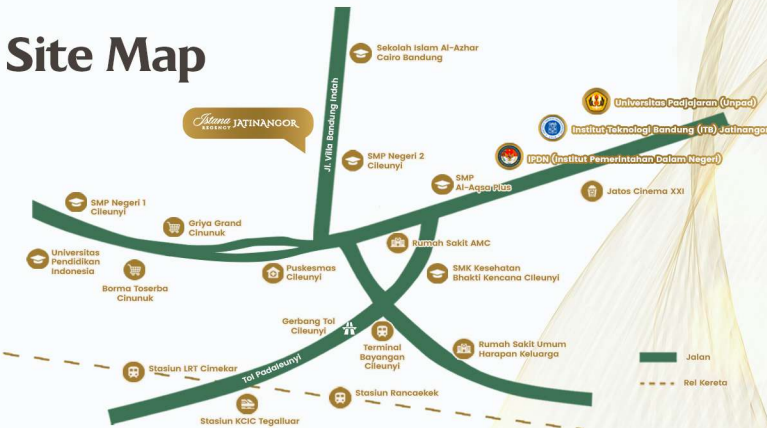 Site Map
Sekolah Islam Al-Azhar
Cairo Bandung
Universitas Padjajaran (Unpad)
Istana
REGENCY JATINANGOR
Institut Teknologi Bandung (ITB) Jatinangor
Jl. Villa Bandung Indah
SMP Negeri 2
Cileunyi
IPDN (Institut Pemerintahan Dalam Negeri)
SMP
Al-Aqsa Plus
Jatos Cinema XXI
SMP Negeri 1
Cileunyi
Griya Grand
Cinunuk
Rumah Sakit AMC
Universitas
Pendidikan
Indonesia
Borma Toserba
Cinunuk
Puskesmas
Cileunyi
SMK Kesehatan
Bhakti Kencana CIleunyi
Gerbang Tol
Cileunyi
Terminal
Bayangan
Cileunyi
Rumah Sakit Umum
Harapan Keluarga
Jalan
Stasiun LRT Cimekar
Tol Padaleunyi
Rel Kereta
Stasiun Rancaekek
Stasiun KCIC Tegalluar